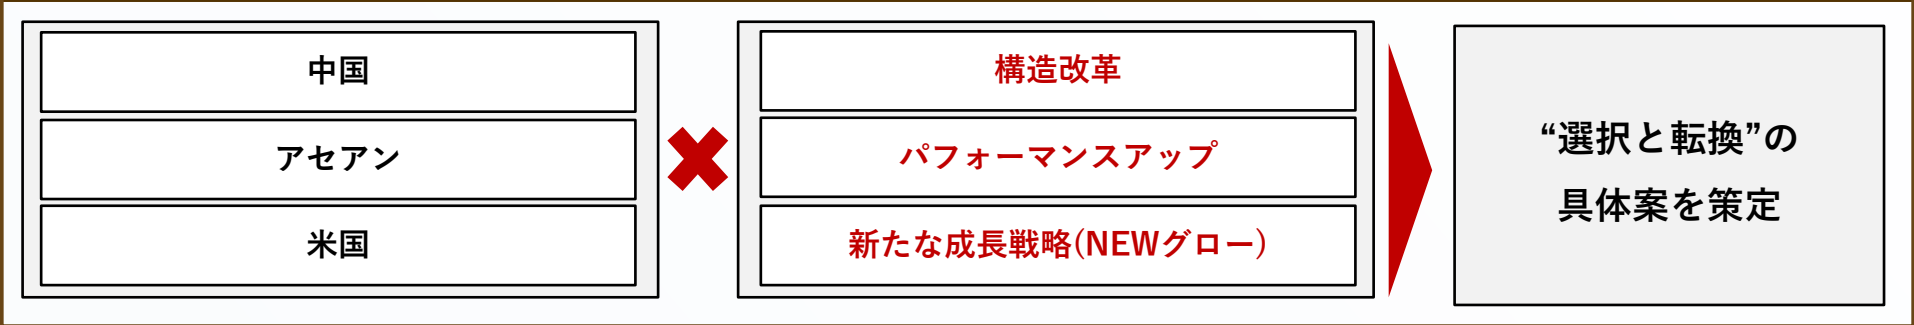 中国
アセアン
米国
構造改革
パフォーマンスアップ
新たな成長戦略(NEWグロー)
“選択と転換”の
具体案を策定